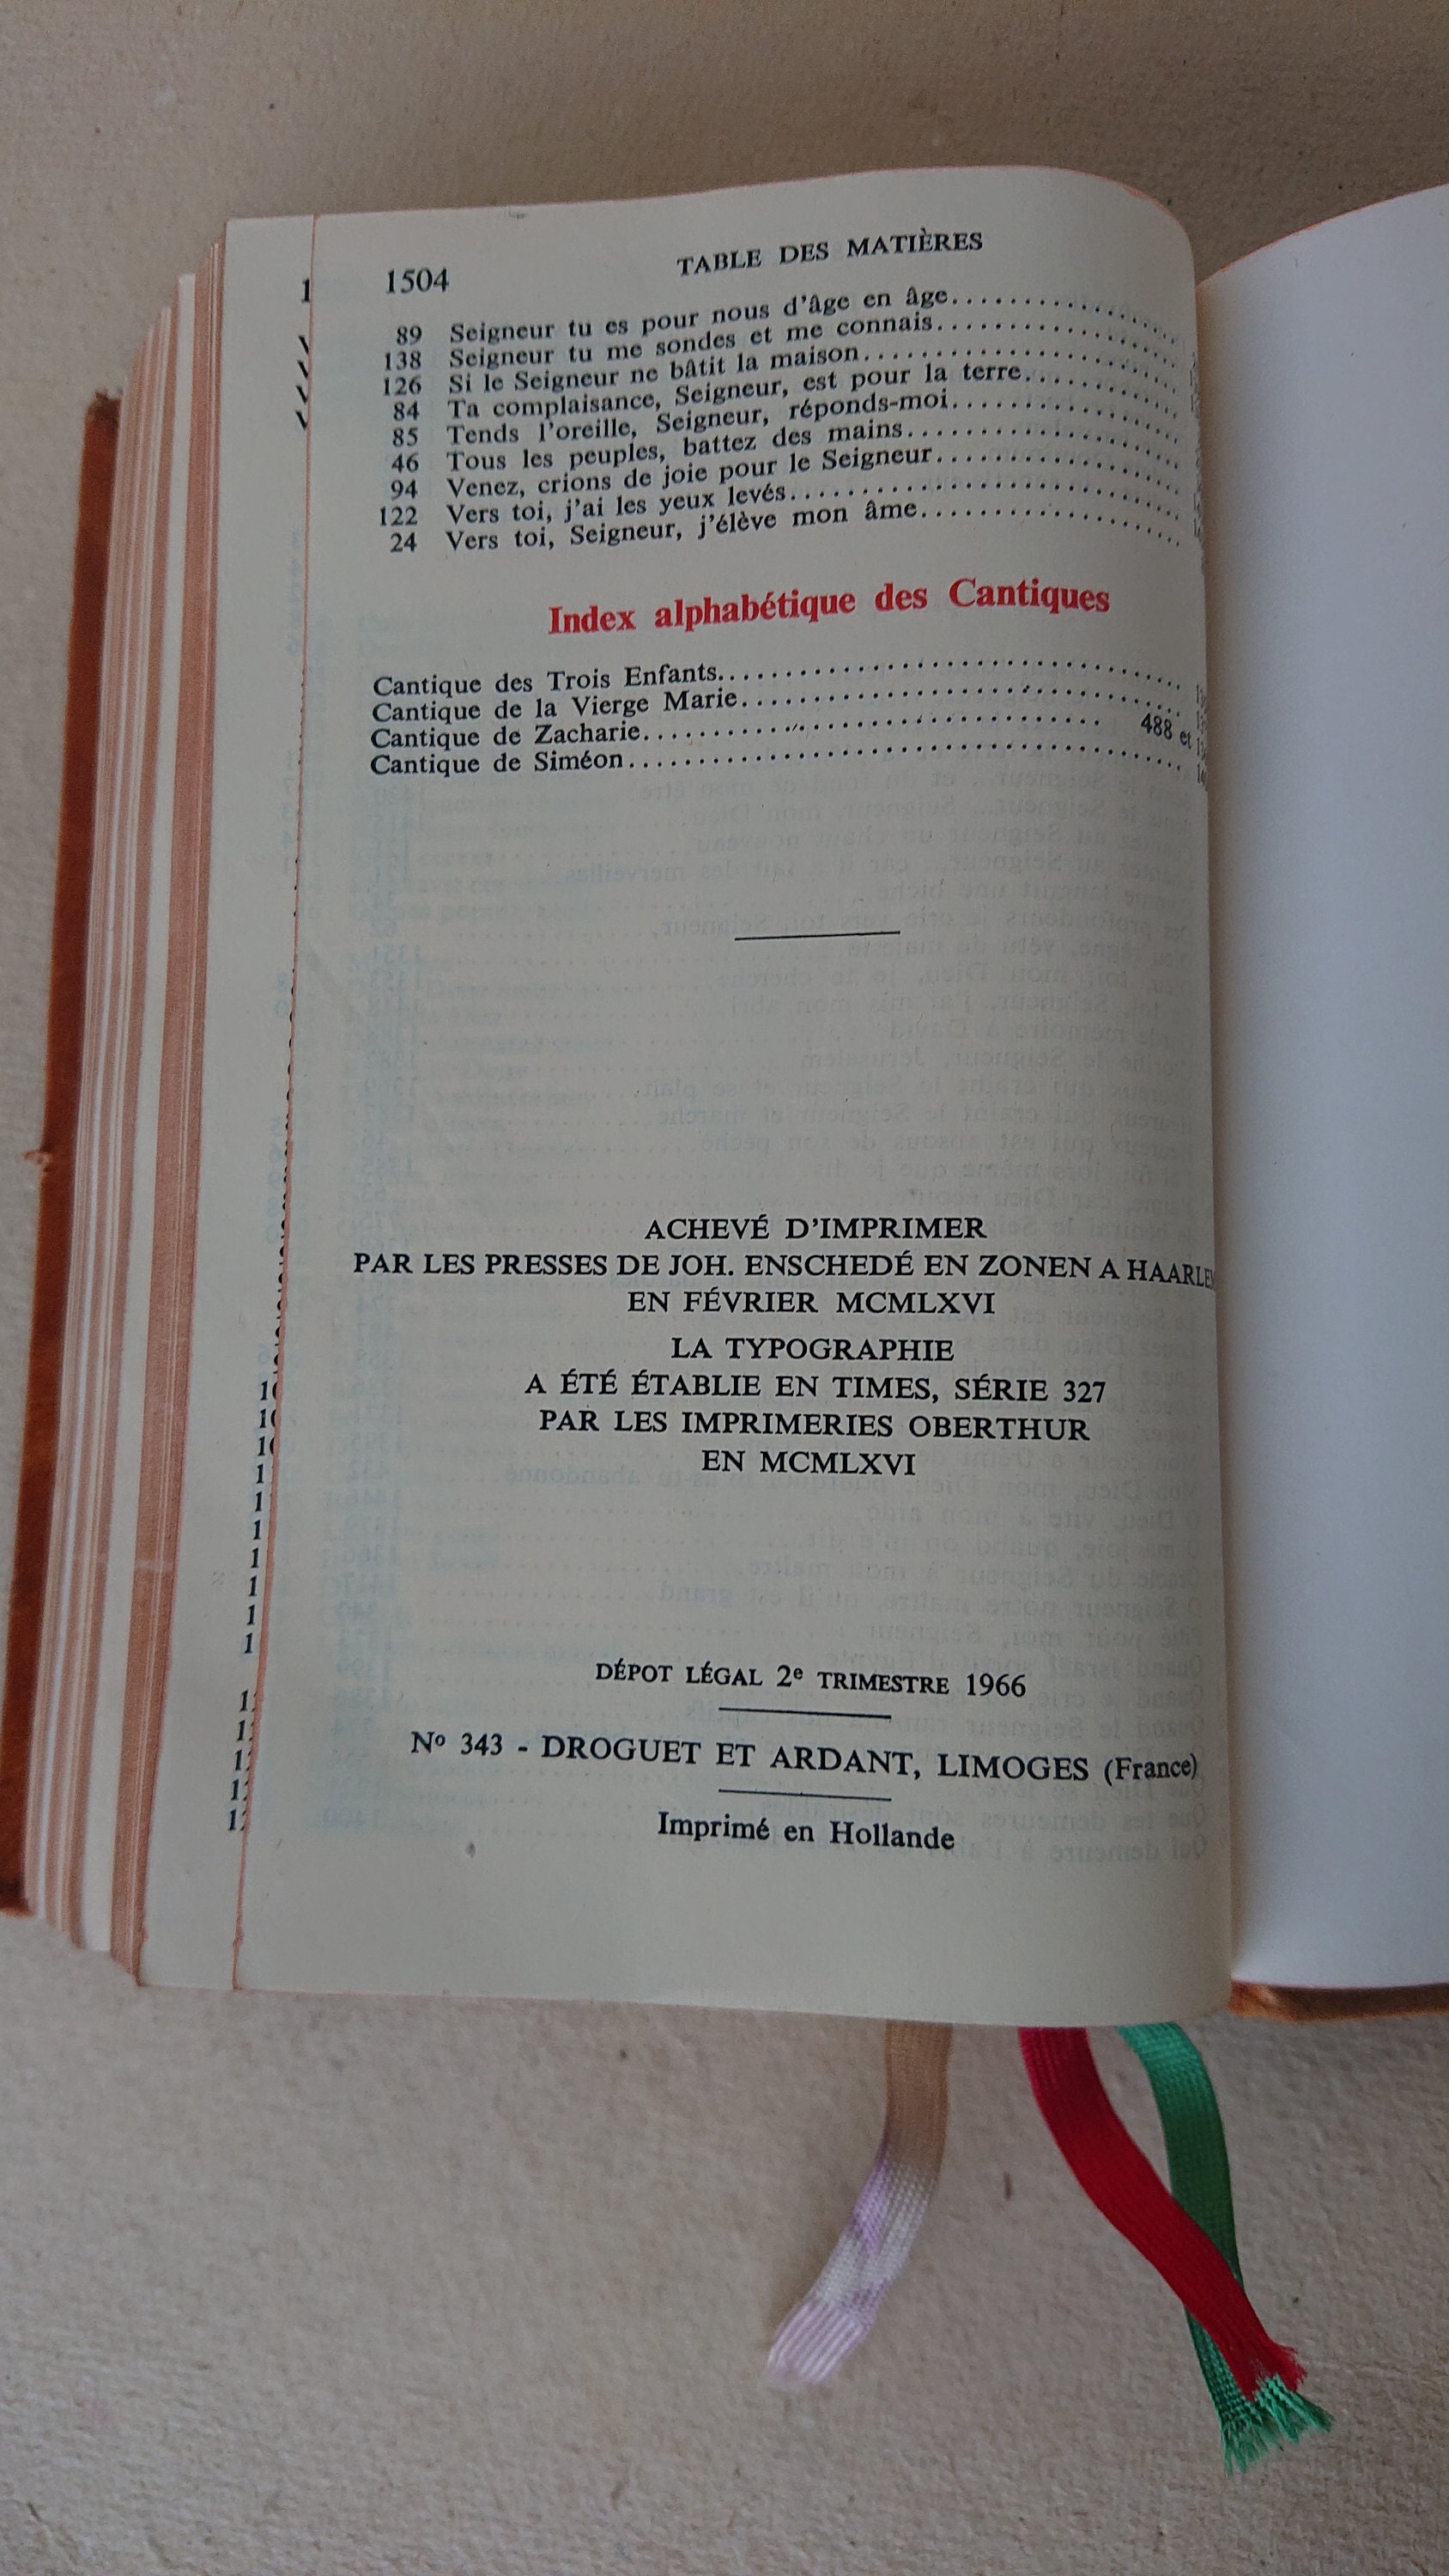 1504 TABLE DES MATIÈRES
89 Seigneur tu es pour nous d'âge en âge
138 Seigneur tu me sondes et me connais
126 Si le Seigneur ne bâtit la maison
84 Ta complaisance, Seigneur, est pour la terre
85 Tends l'oreille, Seigneur, réponds-moi
46 Tous les peuples, battez des mains
94 Venez, crions de joie pour le Seigneur
122 Vers toi, j'ai les yeux levés
24 Vers toi, Seigneur, j'élève mon âme
Index alphabétique des Cantiques
Cantique des Trois Enfants
Cantique de la Vierge Marie
Cantique de Zacharie 488 et
Cantique de Siméon
ACHEVÉ D'IMPRIMER
PAR LES PRESSES DE JOH. ENSCHEDÉ EN ZONEN A HAARLEM
EN FÉVRIER MCMLXVI
LA TYPOGRAPHIE
A ÉTÉ ÉTABLIE EN TIMES, SÉRIE 327
PAR LES IMPRIMERIES OBERTHUR
EN MCMLXVI
DÉPOT LÉGAL 2e TRIMESTRE 1966
No 343 - DROGUET ET ARDANT, LIMOGES (France)
Imprimé en Hollande